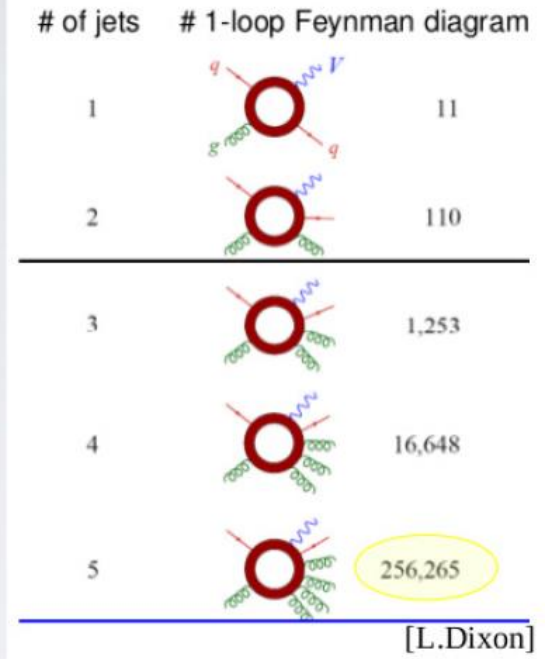 # of jets # 1-loop Feynman diagram
q V
1 11
g q
2 110
3 1,253
4 16,648
5 256,265
[L.Dixon]